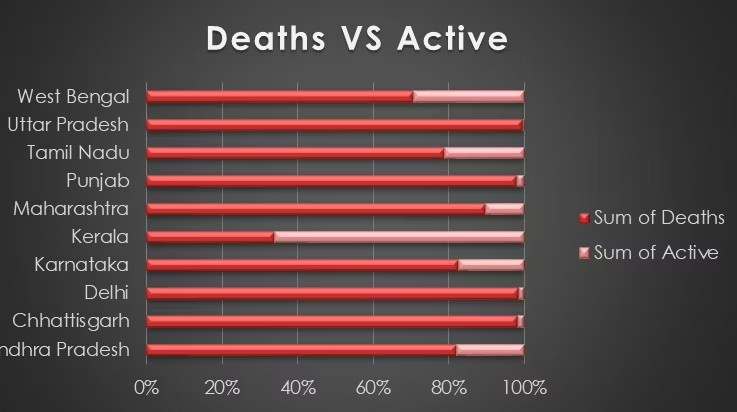 Deaths VS Active
West Bengal
Uttar Pradesh
Tamil Nadu
Punjab
Maharashtra
Kerala
Karnataka
Delhi
Chhattisgarh
ndhra Pradesh
0% 20% 40% 60% 80% 100%
Sum of Deaths
Sum of Active